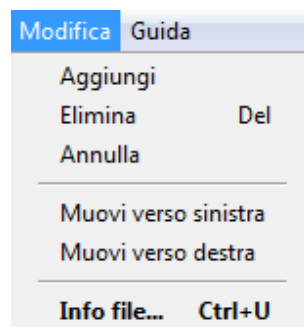 Modifica Guida
Aggiungi
Elimina Del
Annulla
Muovi verso sinistra
Muovi verso destra
Info file... Ctrl+U